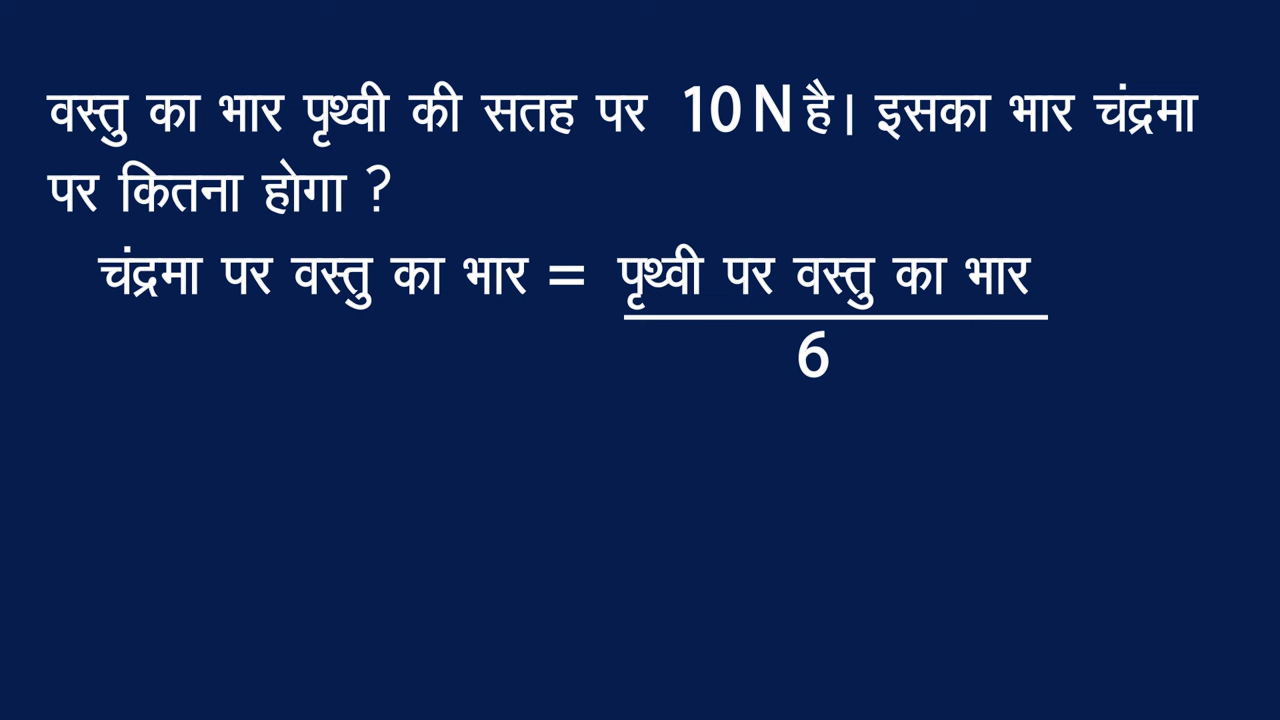 वस्तु का भार पृथ्वी की सतह पर 10 N है। इसका भार चंद्रमा
पर कितना होगा ?
चंद्रमा पर वस्तु का भार = पृथ्वी पर वस्तु का भार
6